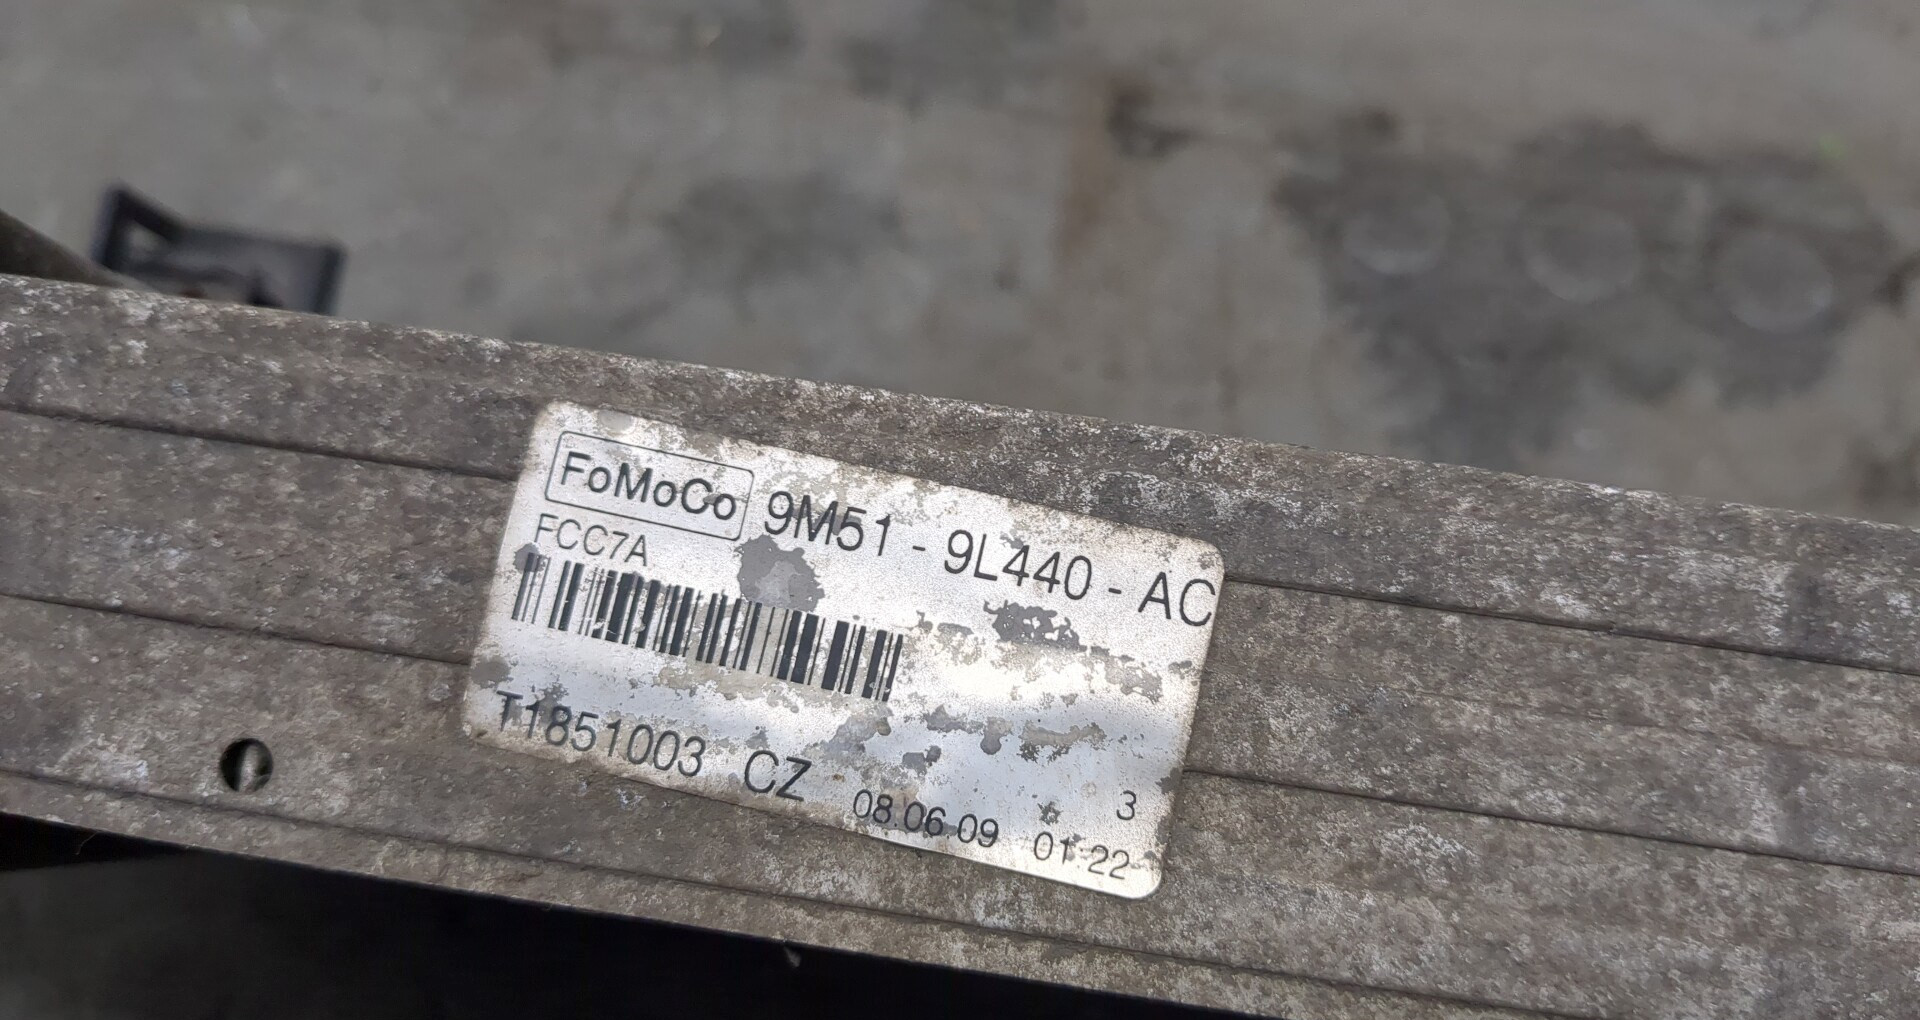 FoMoCo 9M51 - 9L440 - AC
FCC7A
T1851003 CZ 3
08.06.09 01:22